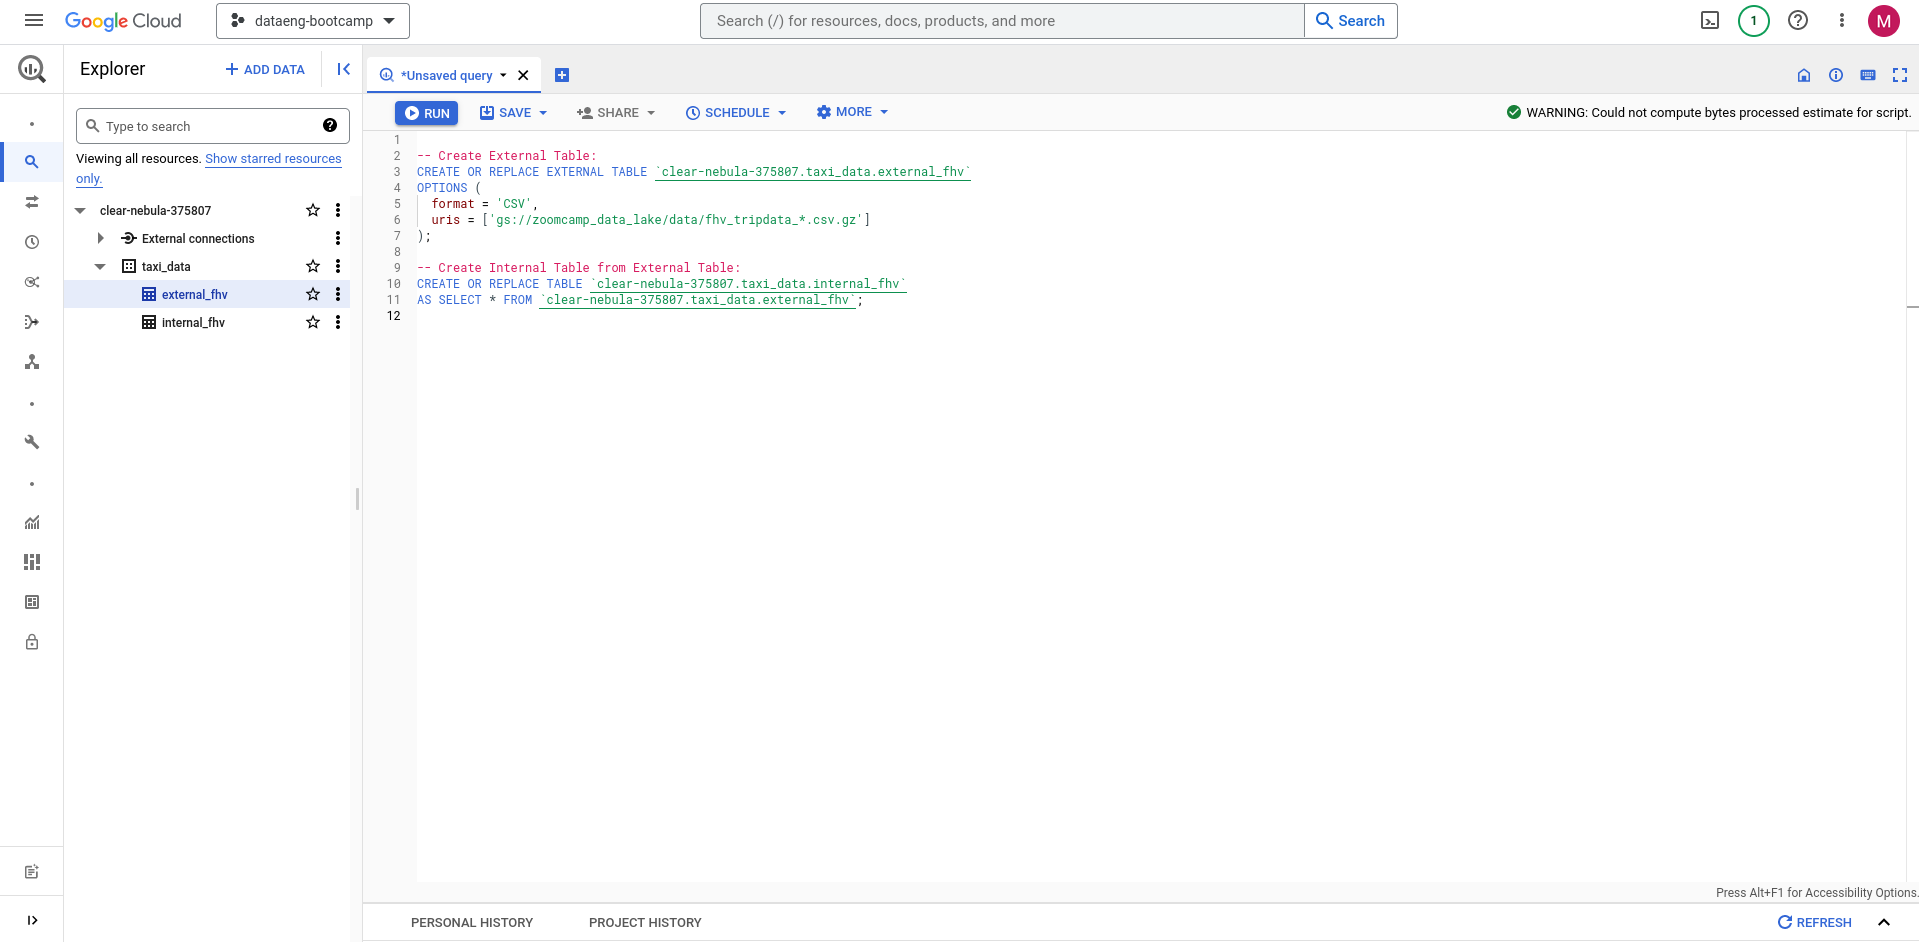 Google Cloud
dataeng-bootcamp
Search (/) for resources, docs, products, and more
Search
1
M
Explorer
ADD DATA
Type to search
Viewing all resources. Show starred resources
only.
clear-nebula-375807
External connections
taxi_data
external_fhv
internal_fhv
*Unsaved query
RUN
SAVE
SHARE
SCHEDULE
MORE
WARNING: Could not compute bytes processed estimate for script.
1
2 -- Create External Table:
3 CREATE OR REPLACE EXTERNAL TABLE `clear-nebula-375807.taxi_data.external_fhv`
4 OPTIONS (
5 format = 'CSV',
6 uris = ['gs://zoomcamp_data_lake/data/fhv_tripdata_*.csv.gz']
7 );
8
9 -- Create Internal Table from External Table:
10 CREATE OR REPLACE TABLE `clear-nebula-375807.taxi_data.internal_fhv`
11 AS SELECT * FROM `clear-nebula-375807.taxi_data.external_fhv`;
12
Press Alt+F1 for Accessibility Options.
PERSONAL HISTORY
PROJECT HISTORY
REFRESH